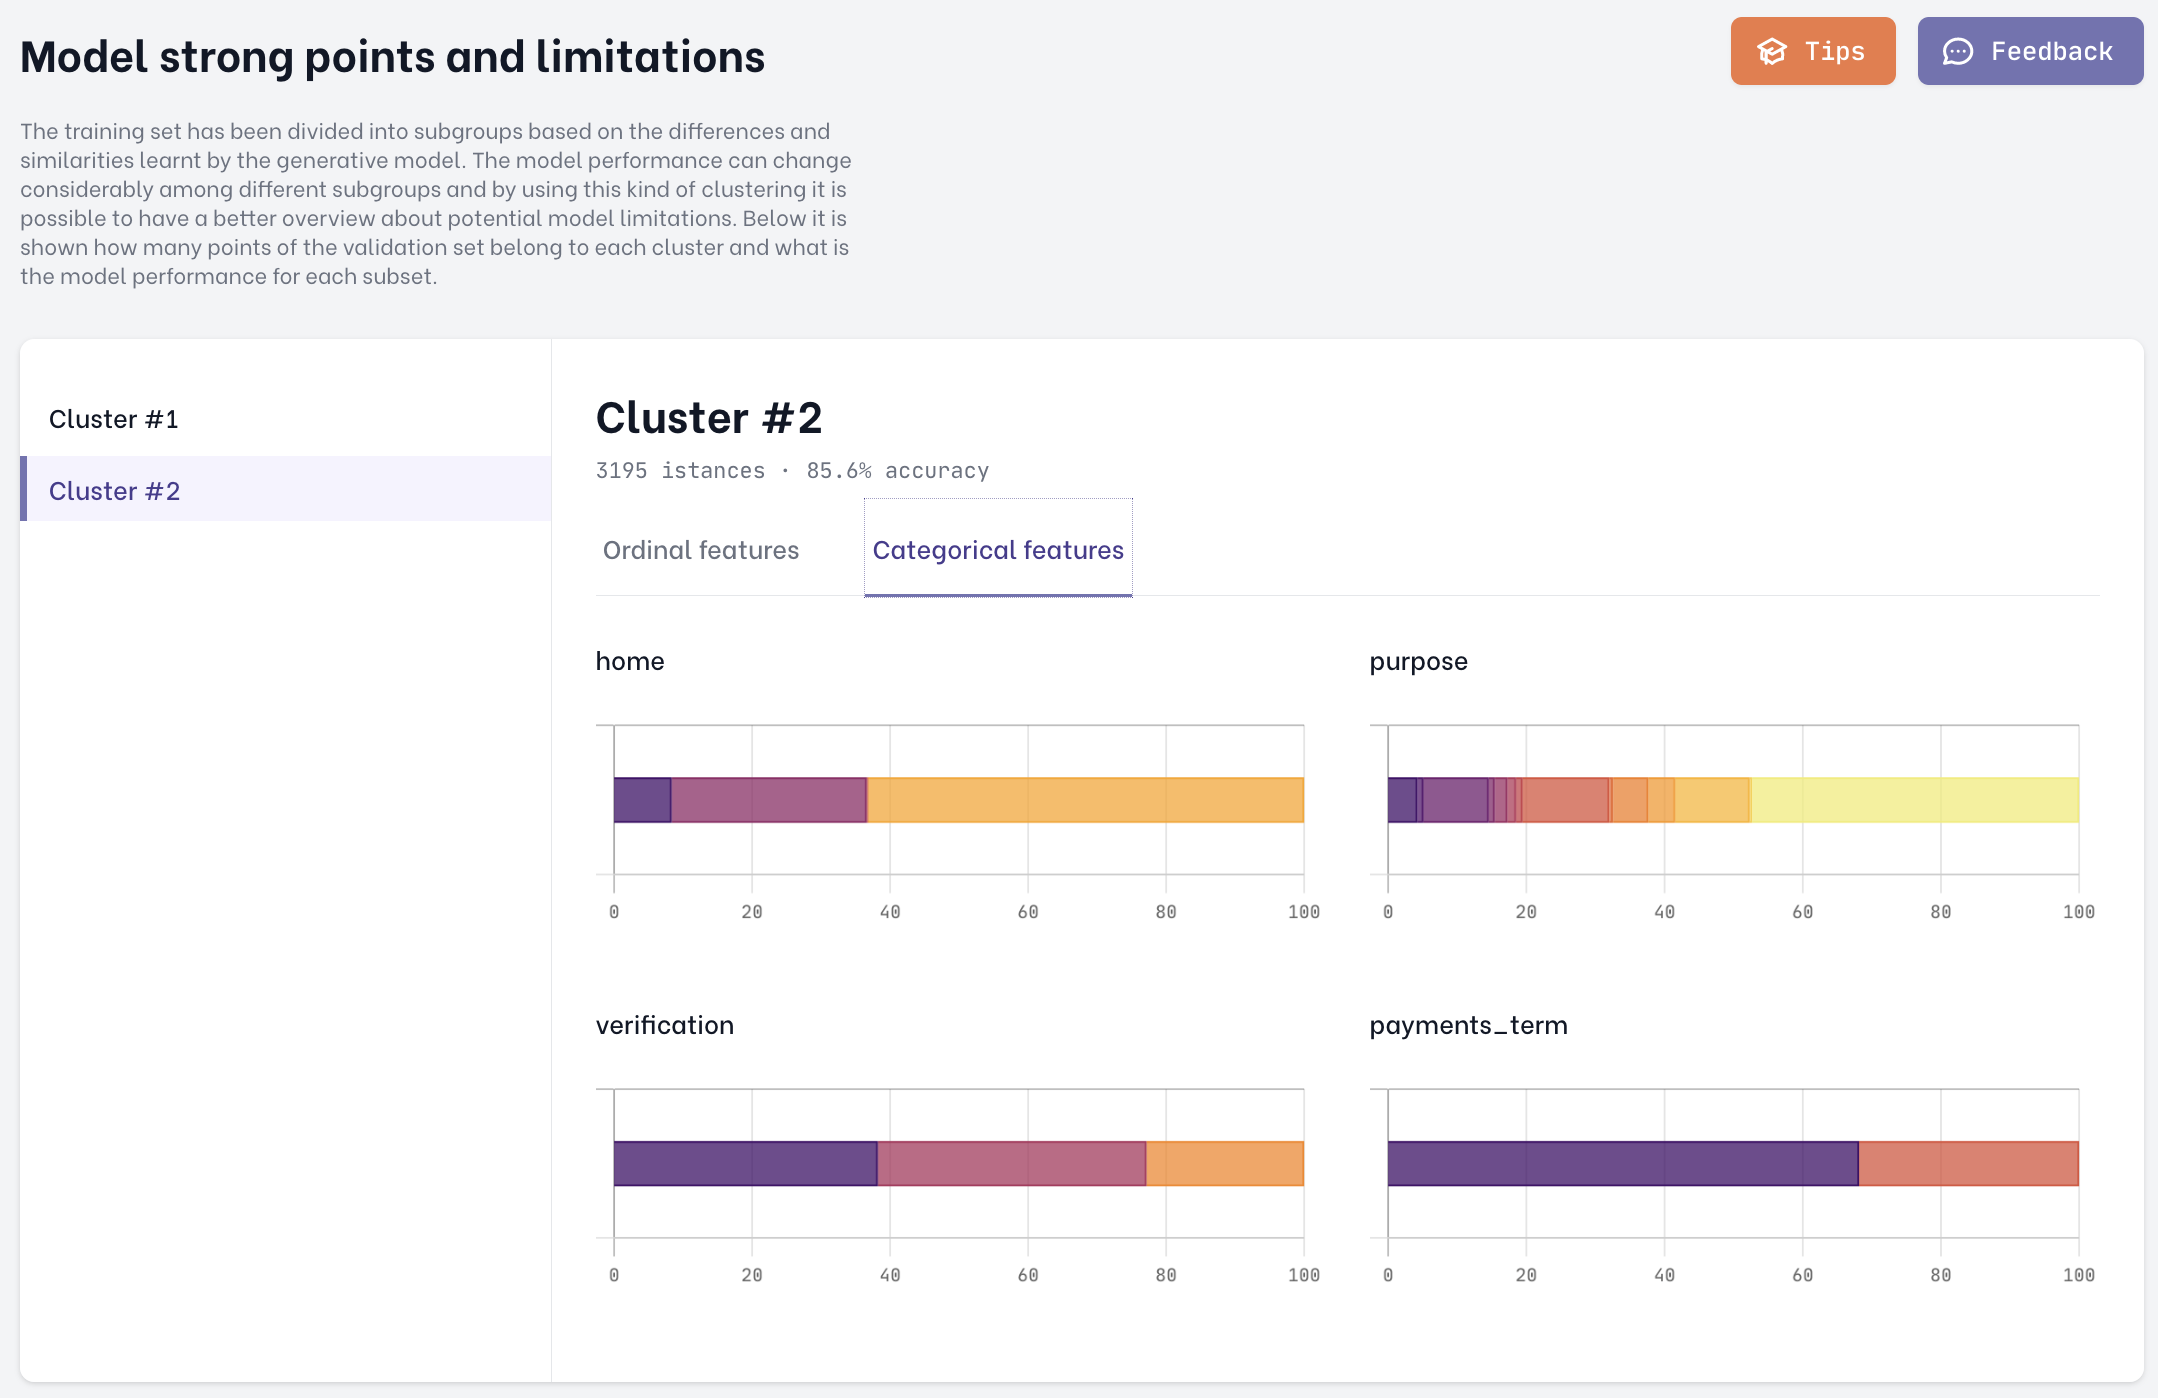 Model strong points and limitations
Tips
Feedback
The training set has been divided into subgroups based on the differences and
similarities learnt by the generative model. The model performance can change
considerably among different subgroups and by using this kind of clustering it is
possible to have a better overview about potential model limitations. Below it is
shown how many points of the validation set belong to each cluster and what is
the model performance for each subset.
Cluster #1
Cluster #2
Cluster #2
3195 istances · 85.6% accuracy
Ordinal features
Categorical features
home
0 20 40 60 80 100
purpose
0 20 40 60 80 100
verification
0 20 40 60 80 100
payments_term
0 20 40 60 80 100